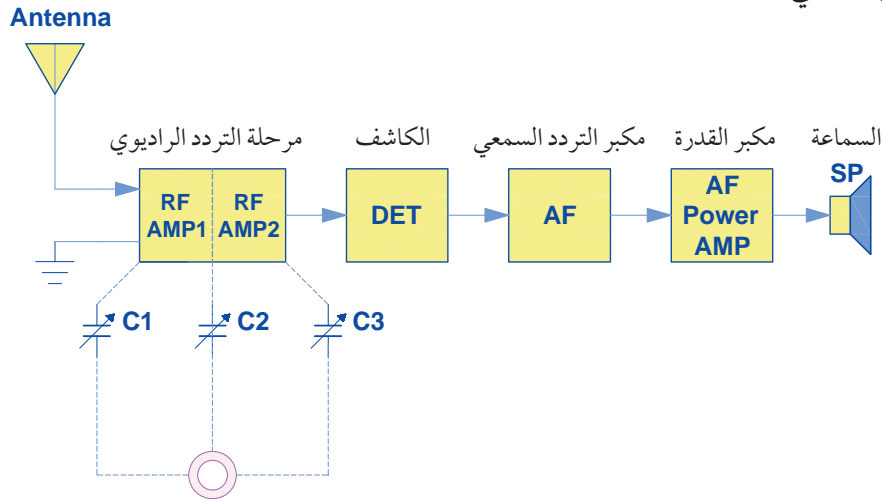 Antenna
مرحلة التردد الراديوي
الكاشف
مكبر التردد السمعي
مكبر القدرة
السماعة
SP
RF
AMP1
RF
AMP2
DET
AF
AF
Power
AMP
C1
C2
C3